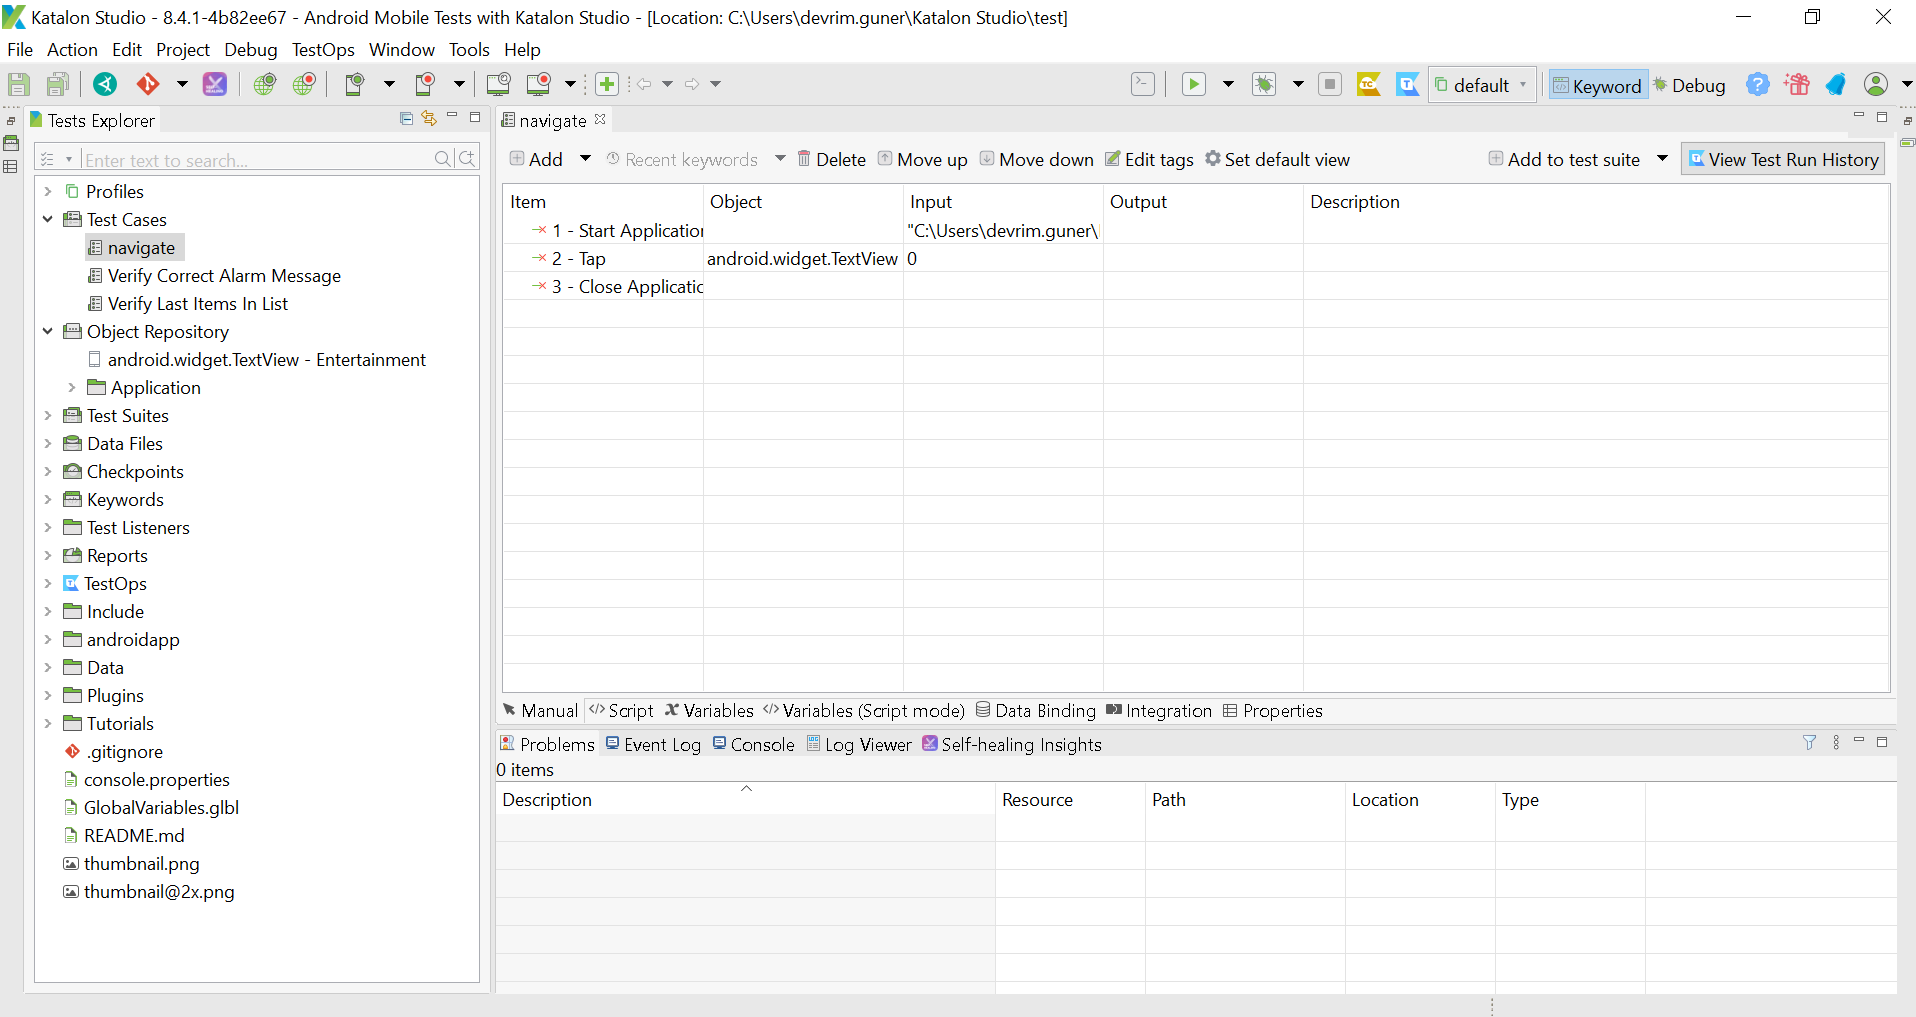 Katalon Studio - 8.4.1-4b82ee67 - Android Mobile Tests with Katalon Studio - [Location: C:\Users\devrim.guner\Katalon Studio\test]
File Action Edit Project Debug TestOps Window Tools Help
default Keyword Debug
Tests Explorer
Enter text to search...
Profiles
Test Cases
navigate
Verify Correct Alarm Message
Verify Last Items In List
Object Repository
android.widget.TextView - Entertainment
Application
Test Suites
Data Files
Checkpoints
Keywords
Test Listeners
Reports
TestOps
Include
androidapp
Data
Plugins
Tutorials
.gitignore
console.properties
GlobalVariables.glbl
README.md
thumbnail.png
thumbnail@2x.png
navigate
Add Recent keywords Delete Move up Move down Edit tags Set default view Add to test suite View Test Run History
Item Object Input Output Description
1 - Start Application "C:\Users\devrim.guner\
2 - Tap android.widget.TextView 0
3 - Close Applicatic
Manual Script Variables Variables (Script mode) Data Binding Integration Properties
Problems Event Log Console Log Viewer Self-healing Insights
0 items
Description Resource Path Location Type